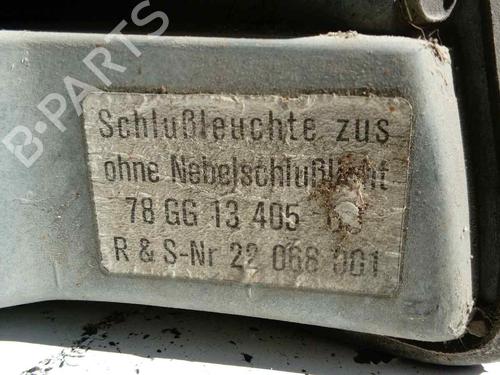 B-PARTS
Schlußleuchte zus
ohne Nebelschlußlicht
78 GG 13 405
R & S-Nr 22 068 001